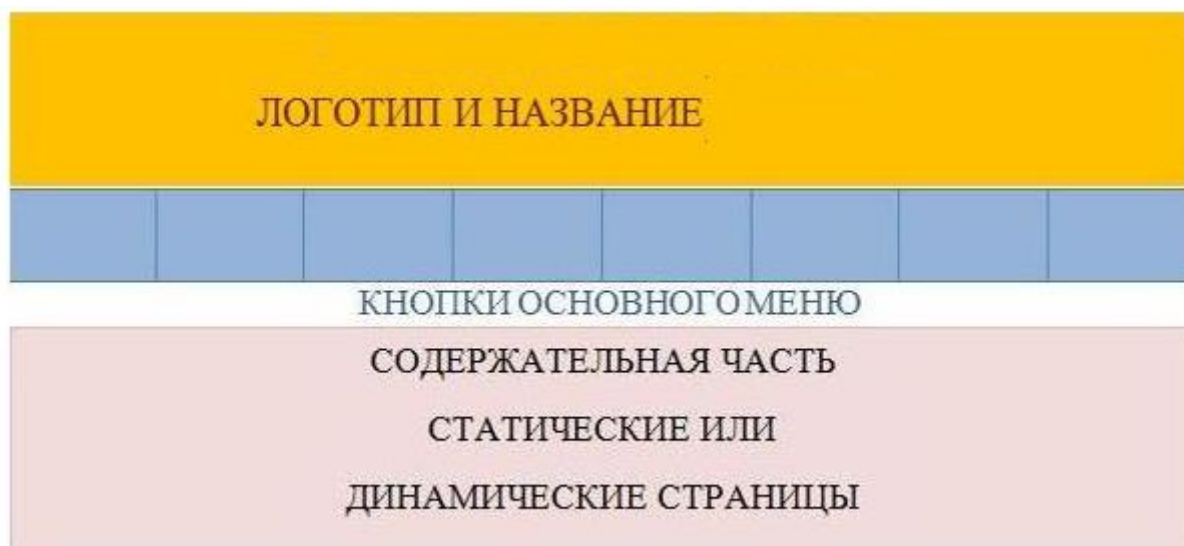 ЛОГОТИП И НАЗВАНИЕ
КНОПКИ ОСНОВНОГО МЕНЮ
СОДЕРЖАТЕЛЬНАЯ ЧАСТЬ
СТАТИЧЕСКИЕ ИЛИ
ДИНАМИЧЕСКИЕ СТРАНИЦЫ